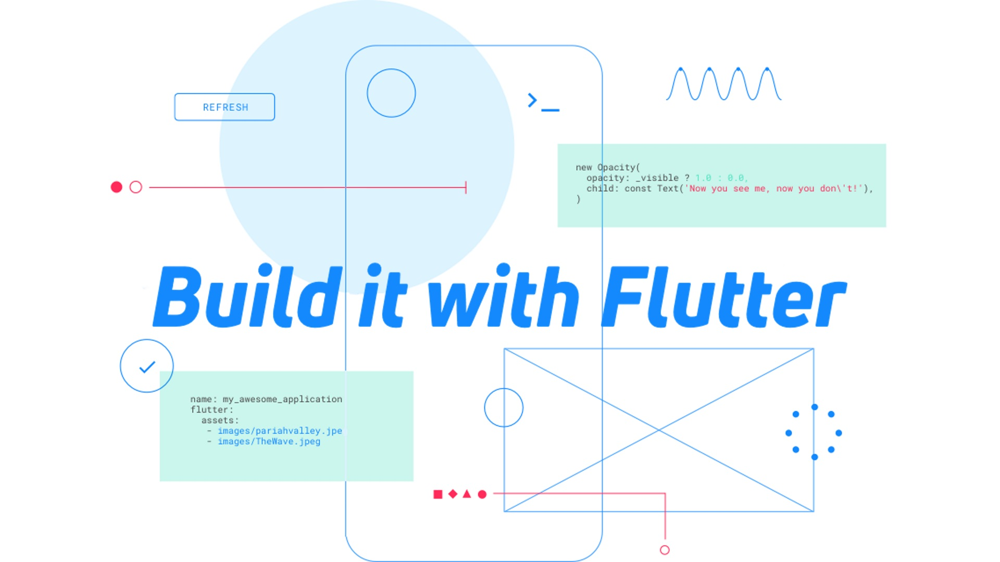 REFRESH
>_
new Opacity(
  opacity: _visible ? 1.0 : 0.0,
  child: const Text('Now you see me, now you don\'t!'),
)
Build it with Flutter
name: my_awesome_application
flutter:
  assets:
   - images/pariahvalley.jpe
   - images/TheWave.jpeg